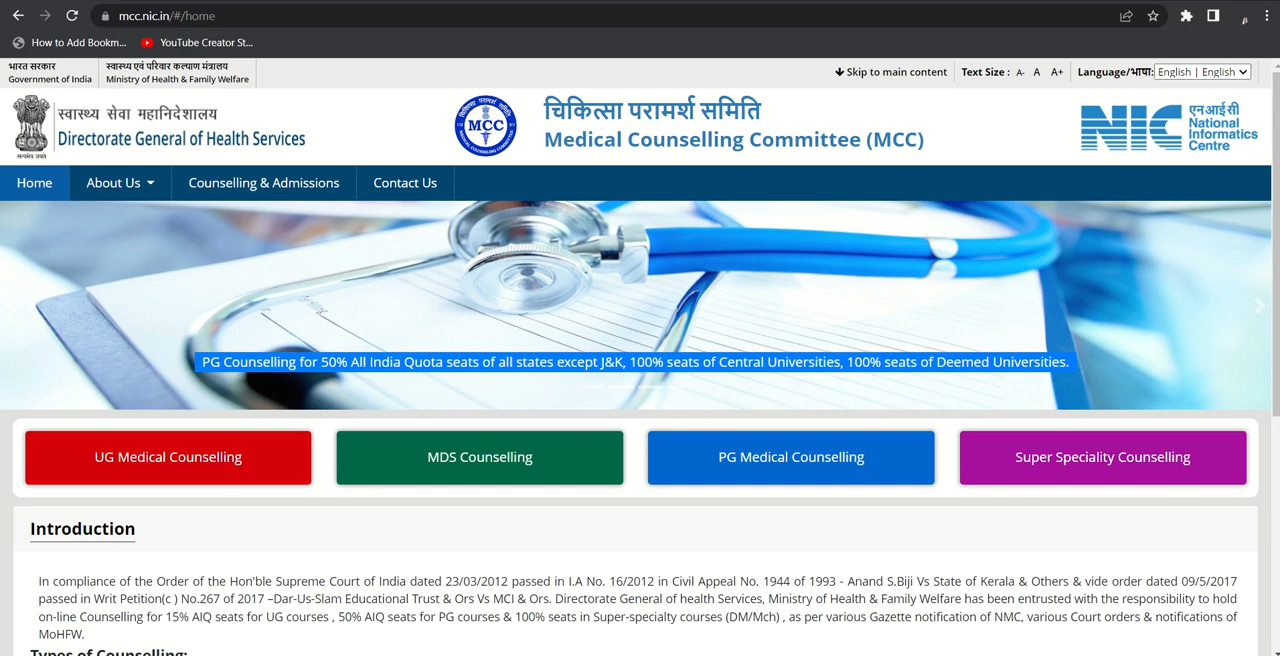 mcc.nic.in/#/home
How to Add Bookm...
YouTube Creator St...
भारत सरकार
Government of India
स्वास्थ्य एवं परिवार कल्याण मंत्रालय
Ministry of Health & Family Welfare
Skip to main content
Text Size : A- A A+
Language/भाषा: English | English
सत्यमेव जयते
स्वास्थ्य सेवा महानिदेशालय
Directorate General of Health Services
MCC
चिकित्सा परामर्श समिति
Medical Counselling Committee (MCC)
NIC
एनआईसी
National
Informatics
Centre
Home About Us Counselling & Admissions Contact Us
PG Counselling for 50% All India Quota seats of all states except J&K, 100% seats of Central Universities, 100% seats of Deemed Universities.
UG Medical Counselling
MDS Counselling
PG Medical Counselling
Super Speciality Counselling
Introduction
In compliance of the Order of the Hon'ble Supreme Court of India dated 23/03/2012 passed in I.A No. 16/2012 in Civil Appeal No. 1944 of 1993 - Anand S.Biji Vs State of Kerala & Others & vide order dated 09/5/2017
passed in Writ Petition(c ) No.267 of 2017 –Dar-Us-Slam Educational Trust & Ors Vs MCI & Ors. Directorate General of health Services, Ministry of Health & Family Welfare has been entrusted with the responsibility to hold
on-line Counselling for 15% AIQ seats for UG courses , 50% AIQ seats for PG courses & 100% seats in Super-specialty courses (DM/Mch) , as per various Gazette notification of NMC, various Court orders & notifications of
MoHFW.
Types of Counselling: